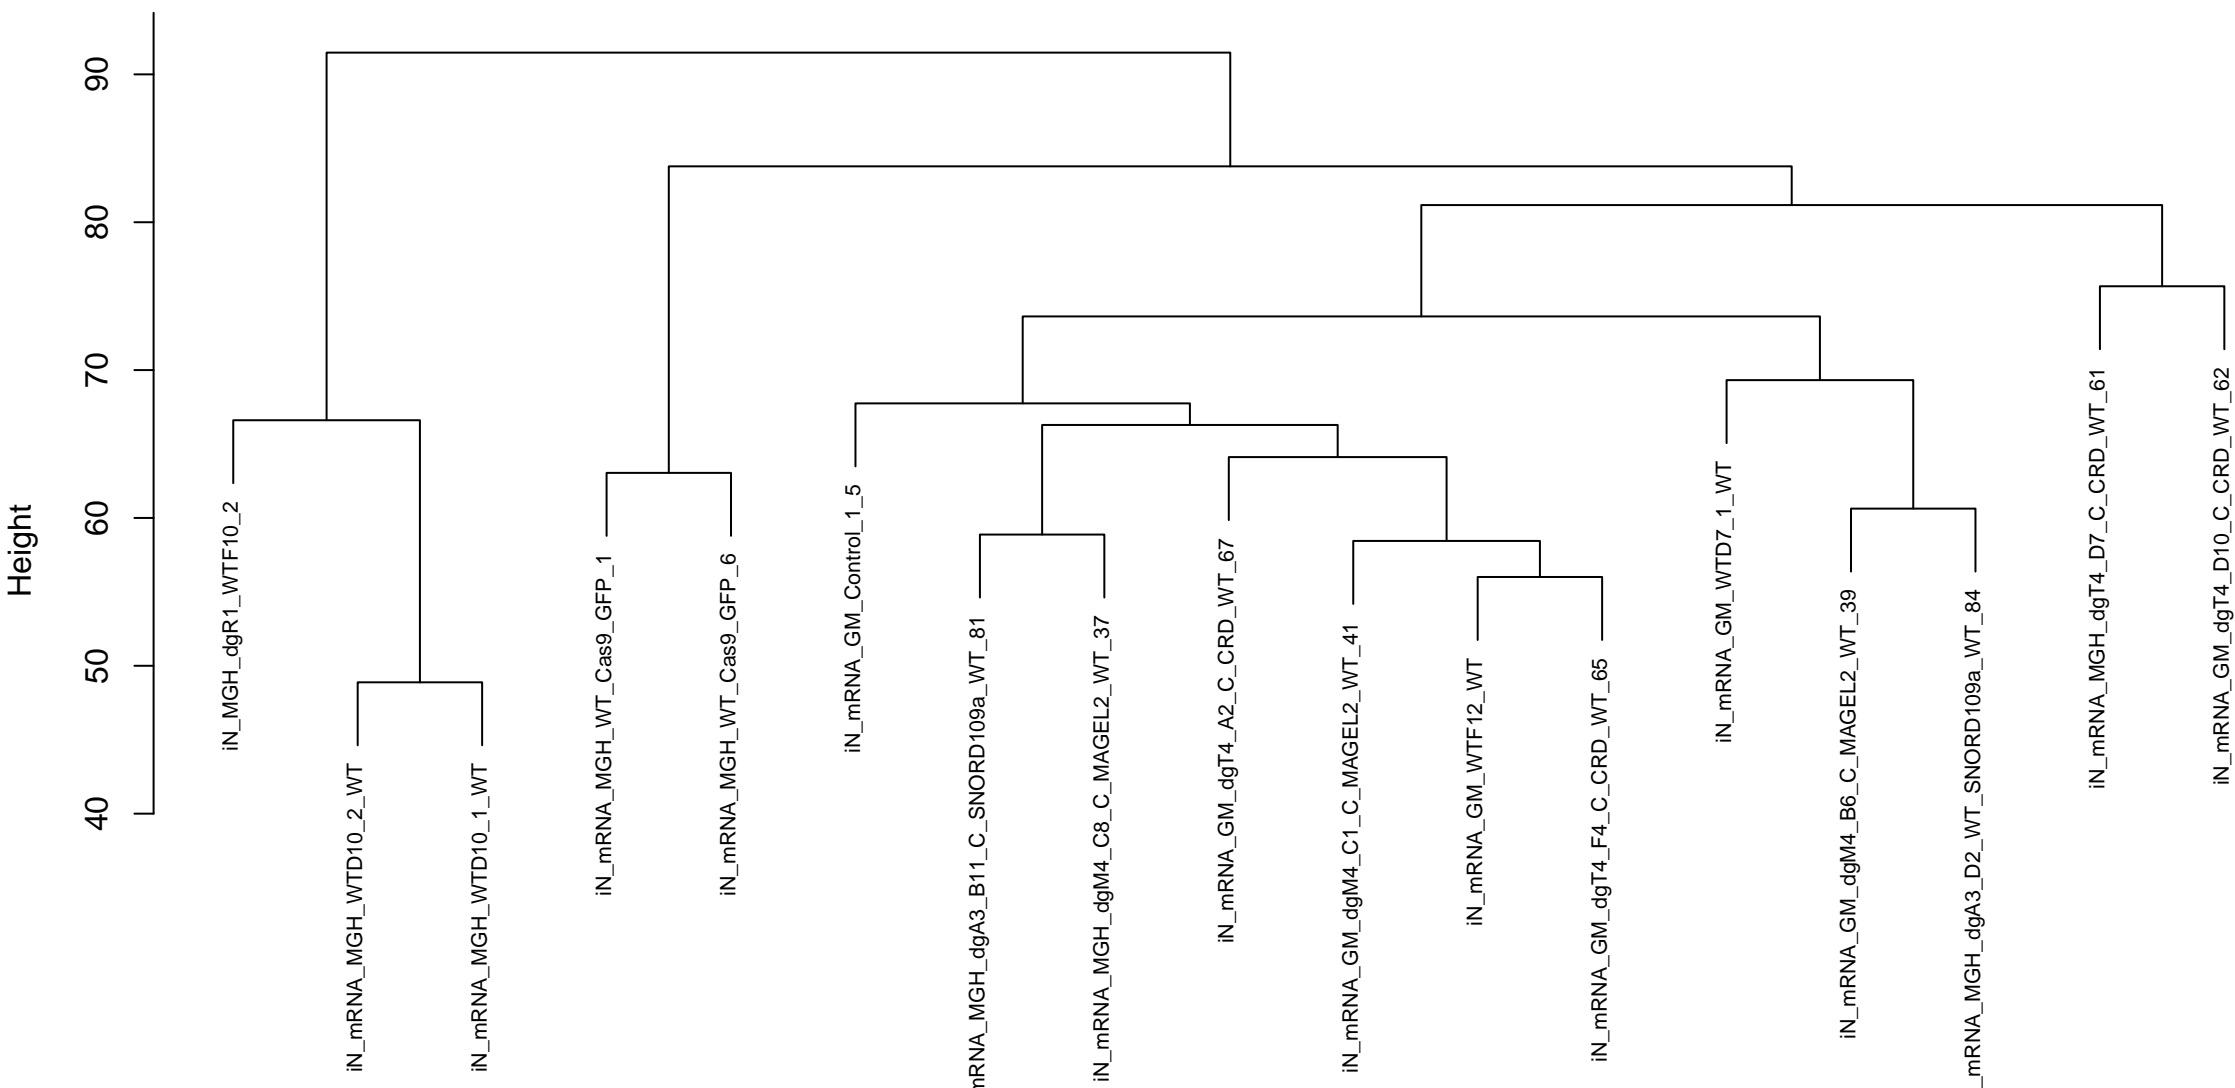 Height
90
80
70
60
50
40
iN_MGH_dgR1_WTF10_2
iN_mRNA_MGH_WTD10_2_WT
iN_mRNA_MGH_WTD10_1_WT
iN_mRNA_MGH_WT_Cas9_GFP_1
iN_mRNA_MGH_WT_Cas9_GFP_6
iN_mRNA_GM_Control_1_5
mRNA_MGH_dgA3_B11_C_SNORD109a_WT_81
iN_mRNA_MGH_dgM4_C8_C_MAGEL2_WT_37
iN_mRNA_GM_dgT4_A2_C_CRD_WT_67
iN_mRNA_GM_dgM4_C1_C_MAGEL2_WT_41
iN_mRNA_GM_WTF12_WT
iN_mRNA_GM_dgT4_F4_C_CRD_WT_65
iN_mRNA_GM_WTD7_1_WT
iN_mRNA_GM_dgM4_B6_C_MAGEL2_WT_39
_mRNA_MGH_dgA3_D2_WT_SNORD109a_WT_84
iN_mRNA_MGH_dgT4_D7_C_CRD_WT_61
iN_mRNA_GM_dgT4_D10_C_CRD_WT_62